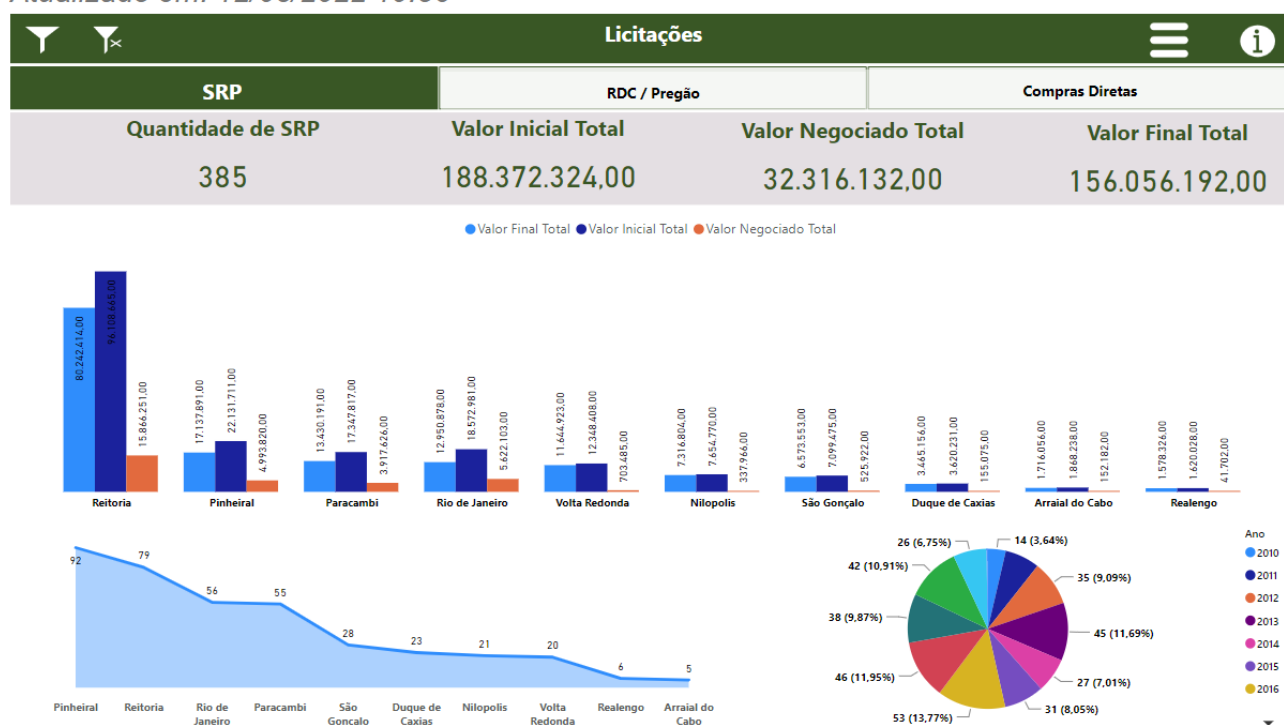 Licitações
SRP
RDC / Pregão
Compras Diretas
Quantidade de SRP
Valor Inicial Total
Valor Negociado Total
Valor Final Total
385
188.372.324,00
32.316.132,00
156.056.192,00
Valor Final Total
Valor Inicial Total
Valor Negociado Total
80.242.414,00
96.108.665,00
15.866.251,00
17.137.891,00
22.131.711,00
4.993.820,00
13.430.191,00
17.347.817,00
3.917.626,00
12.950.878,00
18.572.981,00
5.622.103,00
11.644.923,00
12.348.408,00
703.485,00
7.316.804,00
7.654.770,00
337.966,00
6.573.553,00
7.099.475,00
525.922,00
3.465.156,00
3.620.231,00
155.075,00
1.716.056,00
1.868.238,00
152.182,00
1.578.326,00
1.620.028,00
41.702,00
Reitoria
Pinheiral
Paracambi
Rio de Janeiro
Volta Redonda
Nilopolis
São Gonçalo
Duque de Caxias
Arraial do Cabo
Realengo
92
79
56
55
28
23
21
20
6
5
Pinheiral
Reitoria
Rio de
Janeiro
Paracambi
São
Gonçalo
Duque de
Caxias
Nilopolis
Volta
Redonda
Realengo
Arraial do
Cabo
26 (6,75%)
14 (3,64%)
42 (10,91%)
35 (9,09%)
38 (9,87%)
45 (11,69%)
46 (11,95%)
27 (7,01%)
31 (8,05%)
53 (13,77%)
Ano
2010
2011
2012
2013
2014
2015
2016